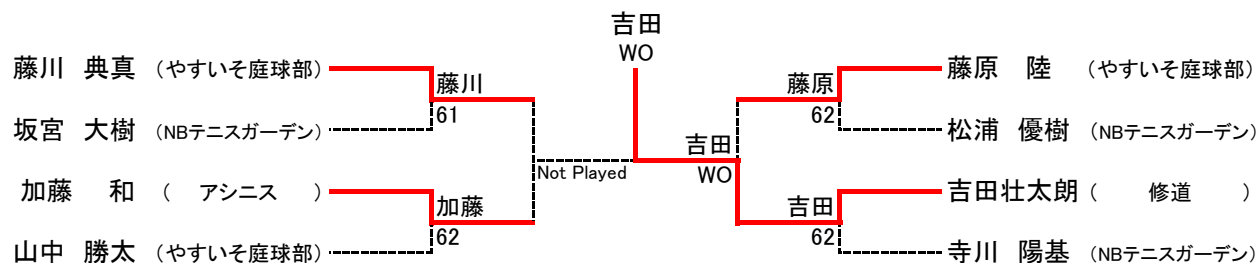 吉田
WO
藤川 典真 (やすいそ庭球部)
藤川
61
坂宮 大樹 (NBテニスガーデン)
加藤 和 ( アシニス )
加藤
62
山中 勝太 (やすいそ庭球部)
Not Played
吉田
WO
藤原
62
藤原 陸 (やすいそ庭球部)
松浦 優樹 (NBテニスガーデン)
吉田
62
吉田壮太朗 ( 修道 )
寺川 陽基 (NBテニスガーデン)